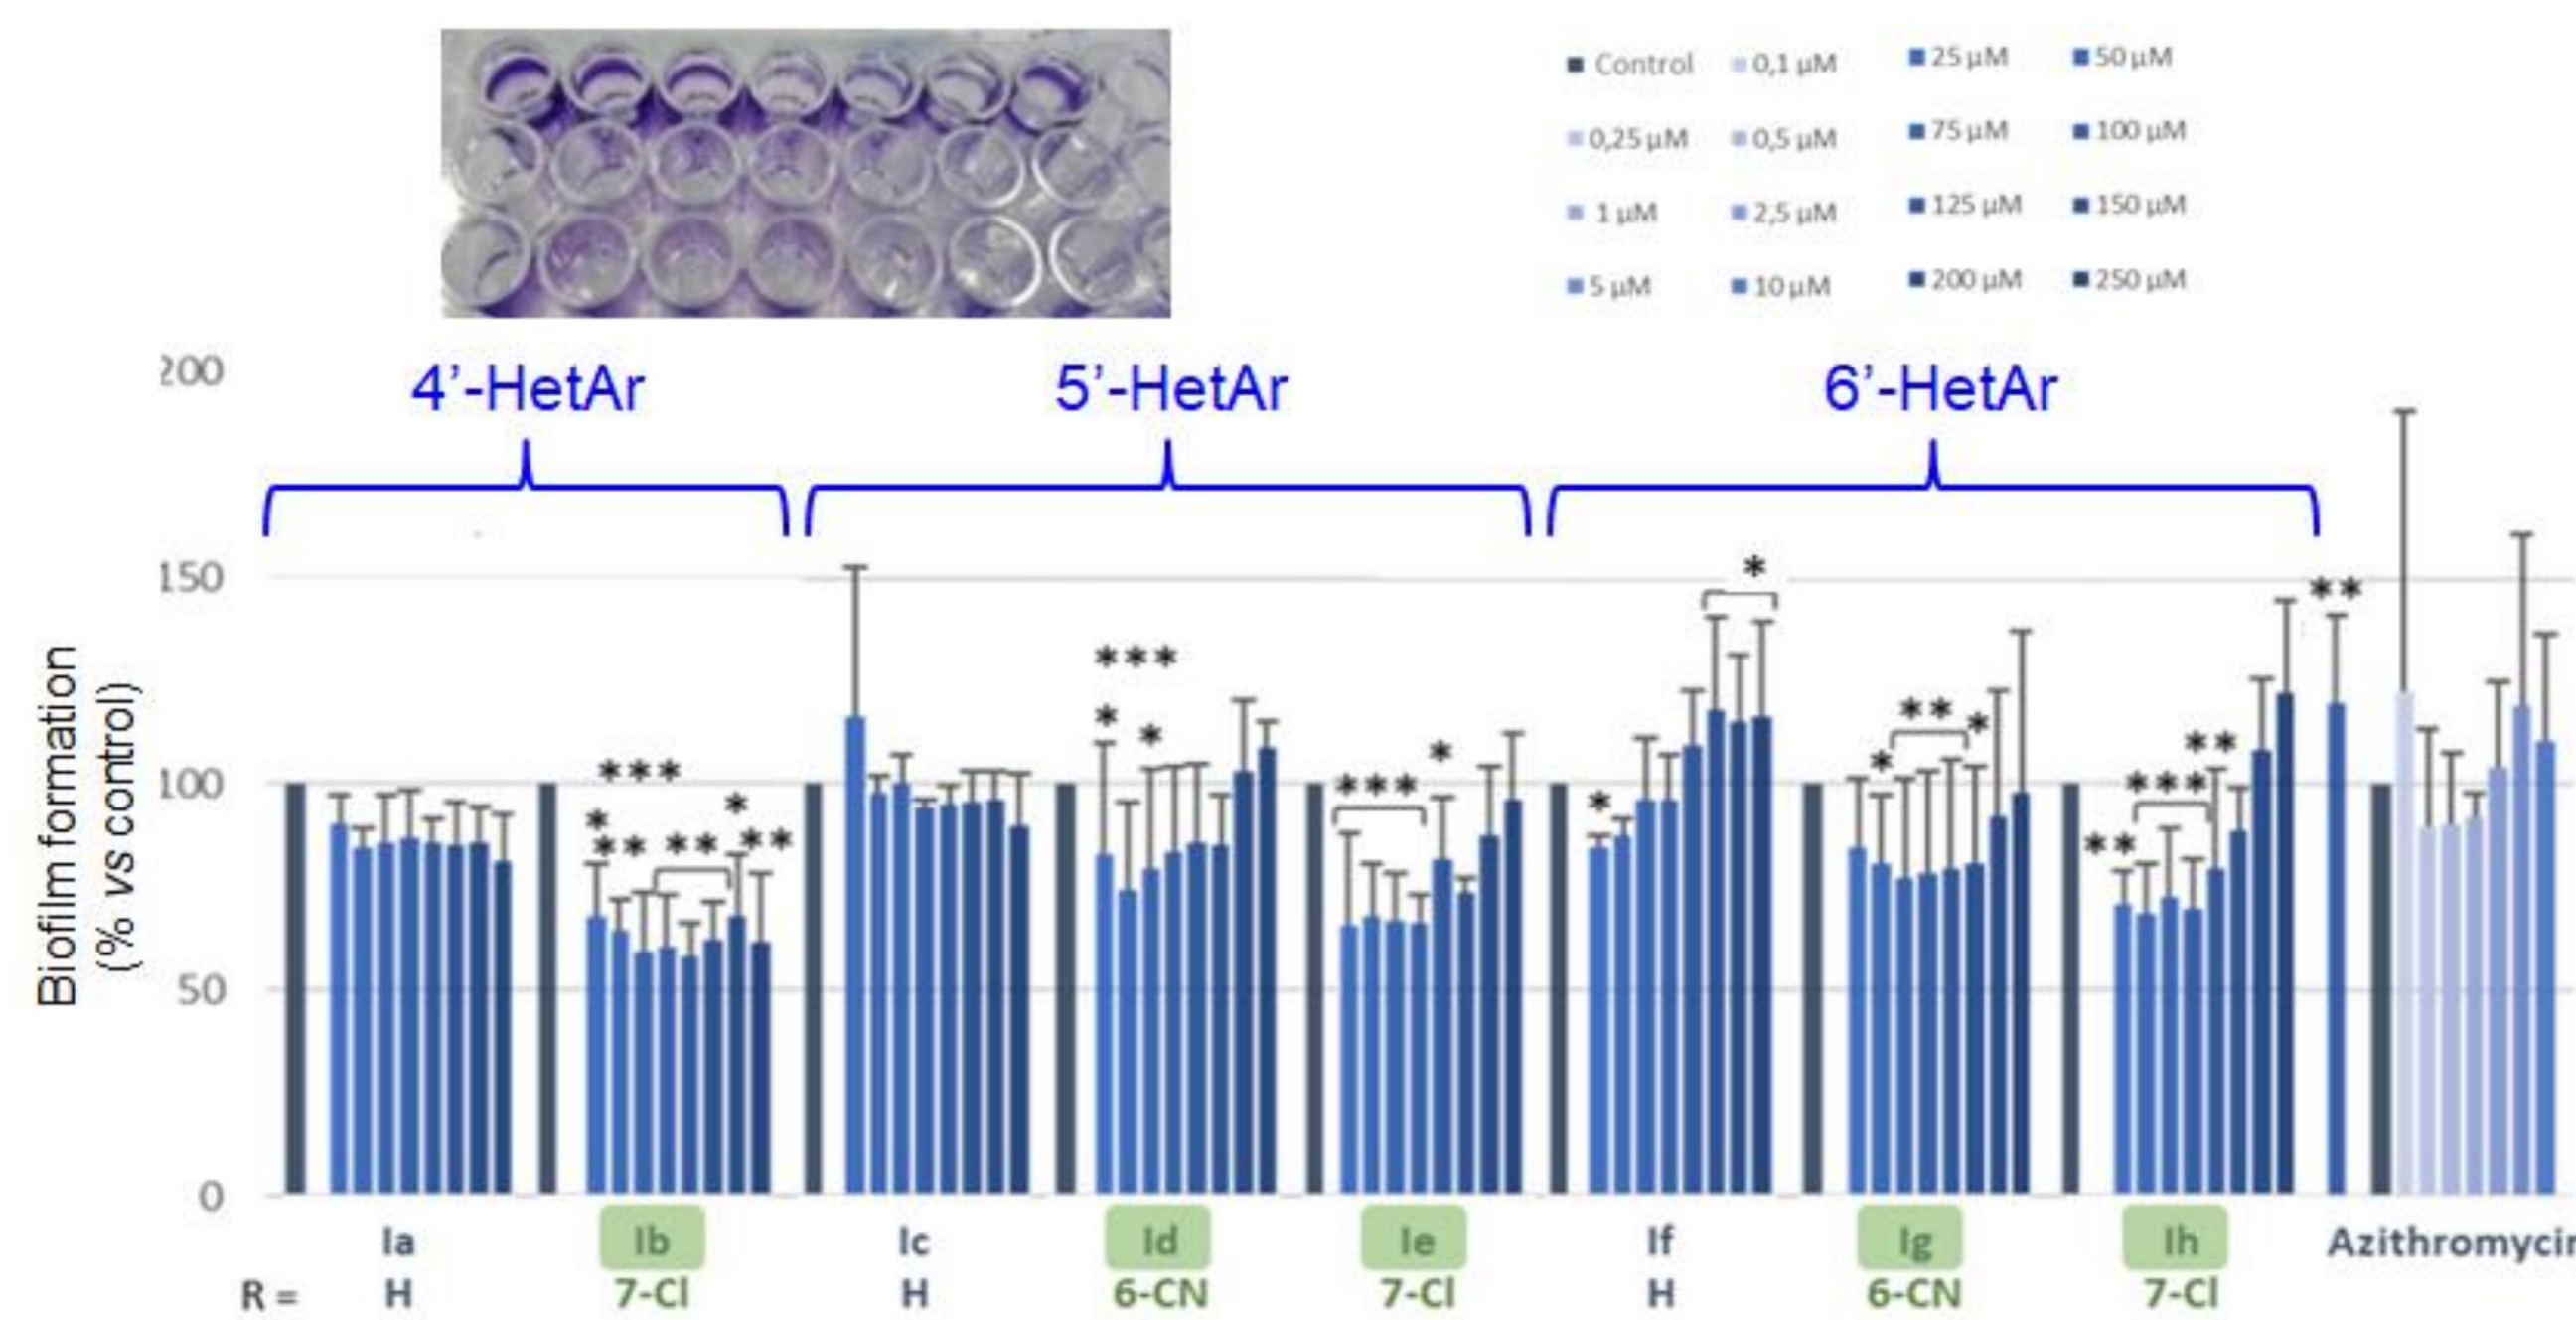 Control 0,1 µM 25 µM 50 µM
0,25 µM 0,5 µM 75 µM 100 µM
1 µM 2,5 µM 125 µM 150 µM
5 µM 10 µM 200 µM 250 µM
4’-HetAr 5’-HetAr 6’-HetAr
Biofilm formation
(% vs control)
200
150
100
50
0
*
**
***
***
*
* *
*
* ** *
***
*
** ** **
*
***
*
**
***
**
Ia Ib Ic Id Ie If Ig Ih Azithromycin
R = H 7-Cl H 6-CN 7-Cl H 6-CN 7-Cl